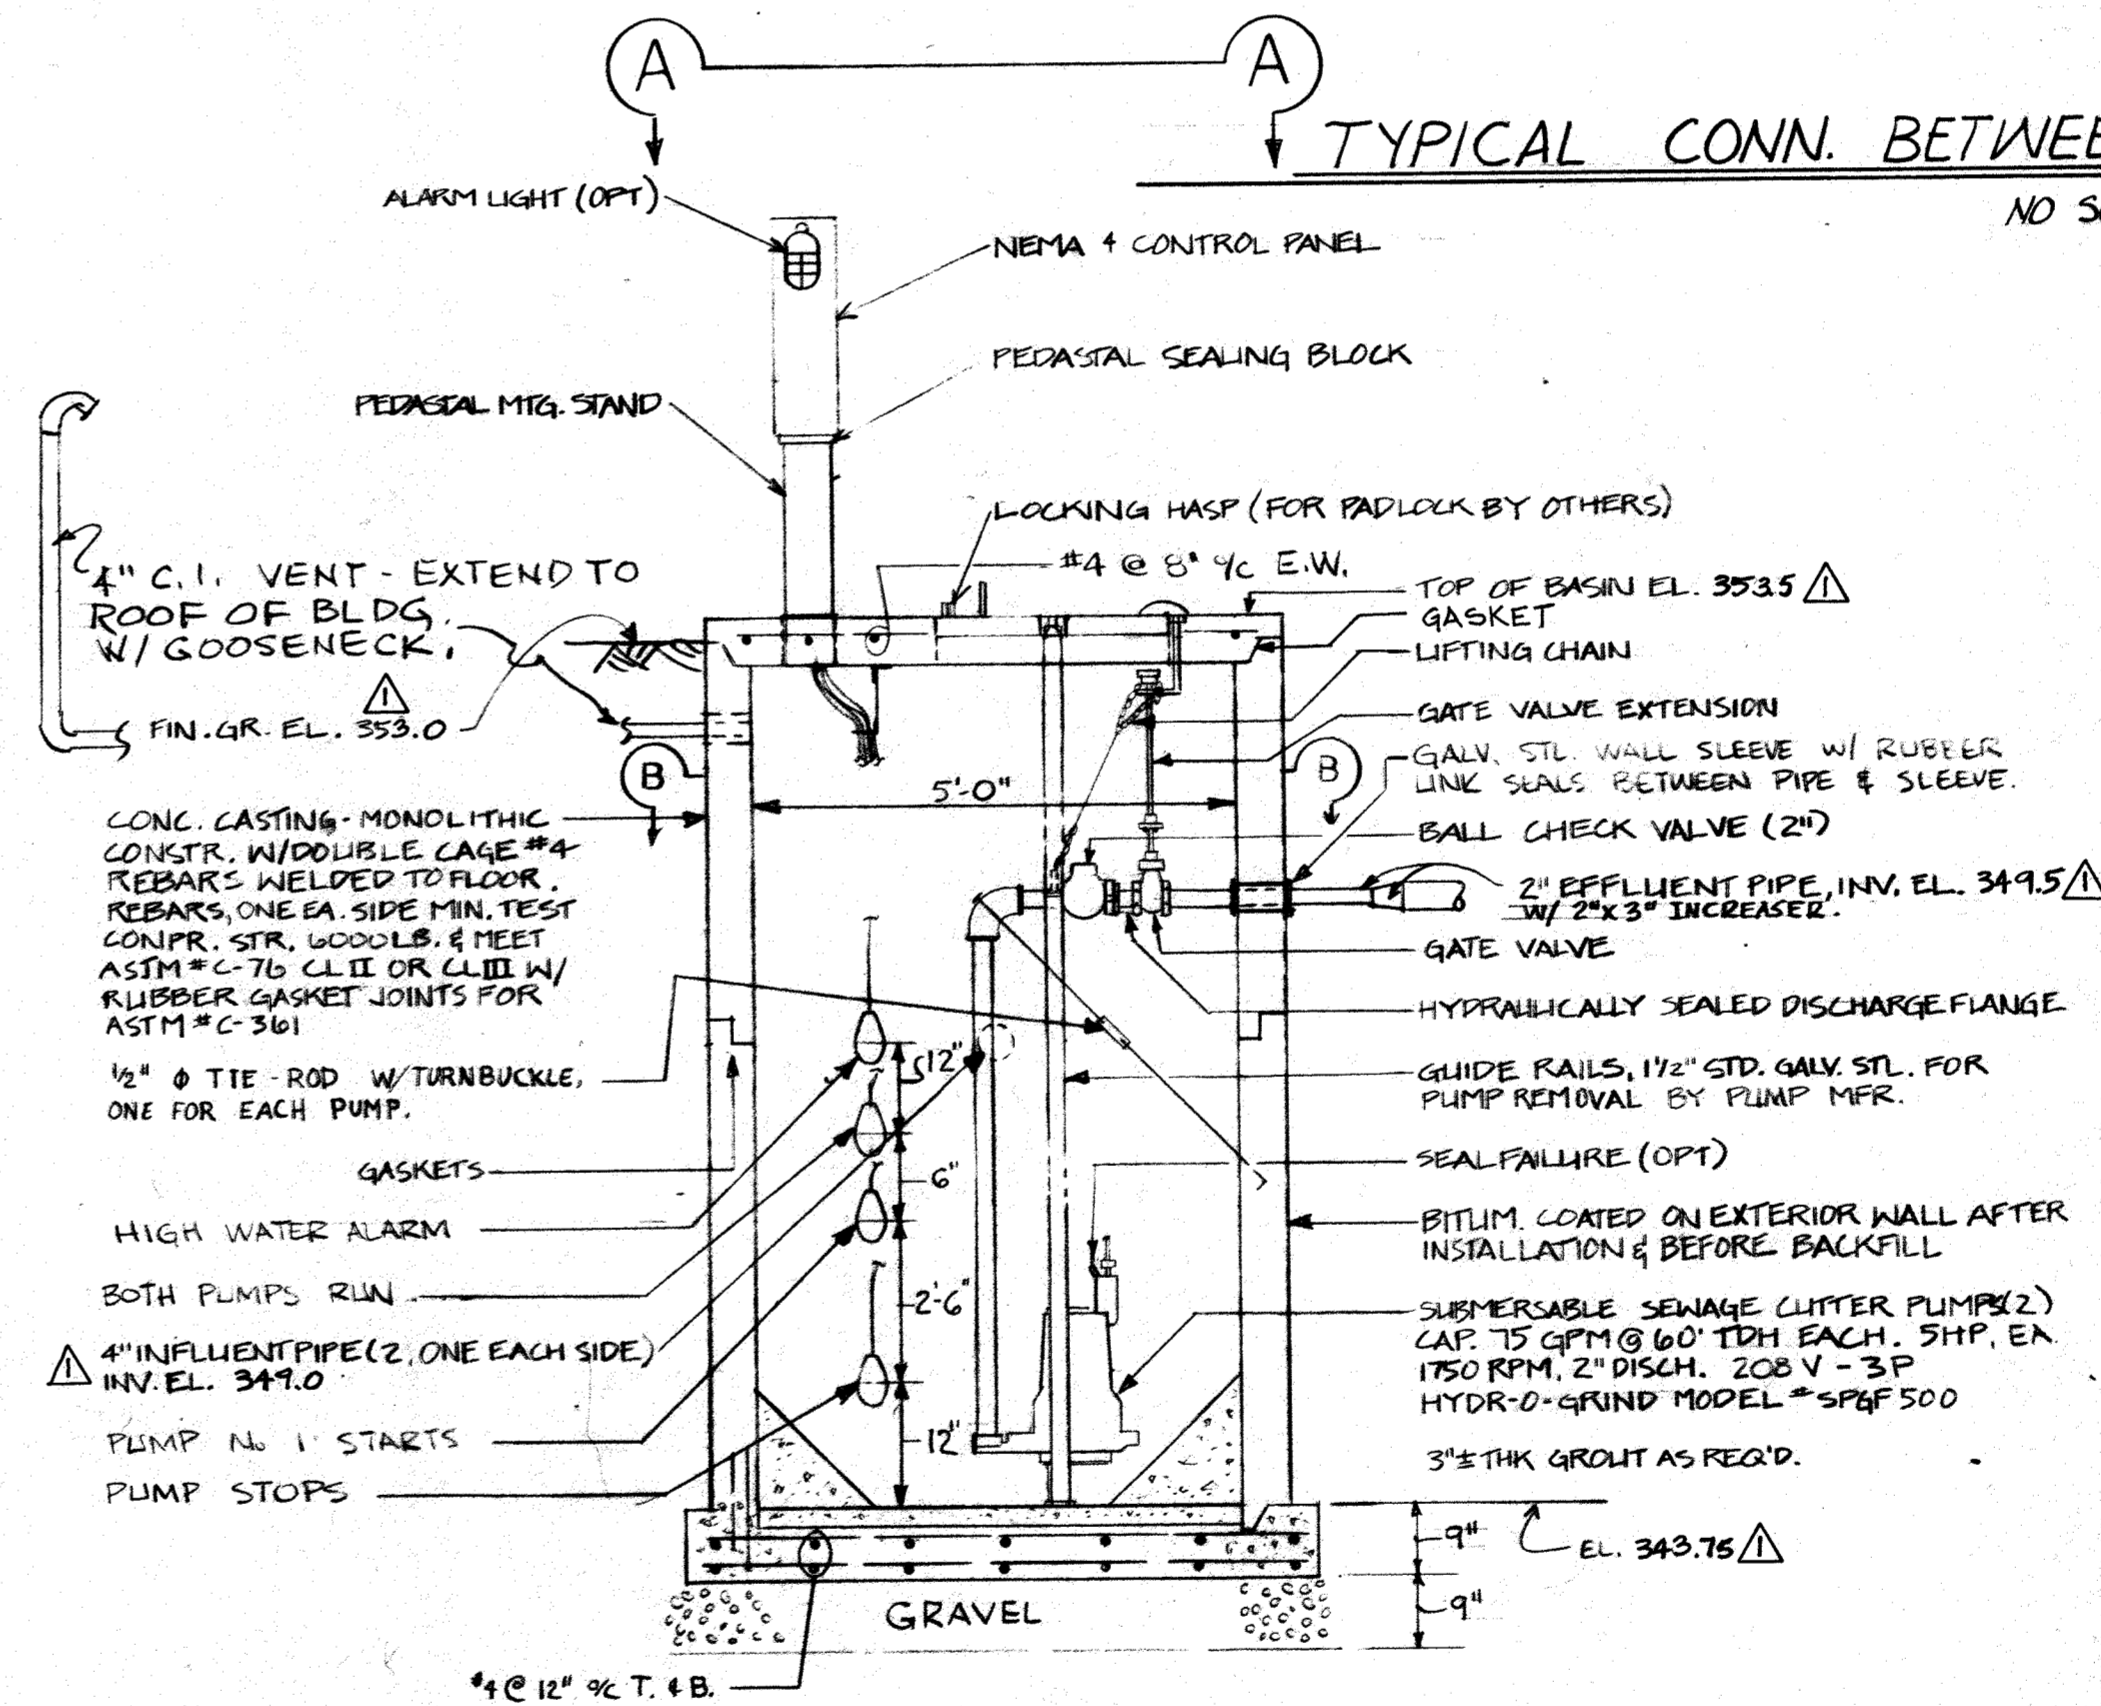 A
A
TYPICAL CONN. BETWEE
NO S
ALARM LIGHT (OPT)
NEMA 4 CONTROL PANEL
PEDASTAL SEALING BLOCK
PEDASTAL MTG. STAND
LOCKING HASP (FOR PADLOCK BY OTHERS)
#4 @ 8" o/c E.W.
4" C.I. VENT - EXTEND TO
ROOF OF BLDG.
W/ GOOSENECK.
1
FIN. GR. EL. 353.0
TOP OF BASIN EL. 353.5 1
GASKET
LIFTING CHAIN
GATE VALVE EXTENSION
GALV. STL. WALL SLEEVE W/ RUBBER
LINK SEALS BETWEEN PIPE & SLEEVE.
B
B
5'-0"
BALL CHECK VALVE (2")
2" EFFLUENT PIPE, INV. EL. 349.5 1
W/ 2"x3" INCREASER.
GATE VALVE
HYDRAULICALLY SEALED DISCHARGE FLANGE
GUIDE RAILS, 1½" STD. GALV. STL. FOR
PUMP REMOVAL BY PUMP MFR.
SEAL FAILURE (OPT)
BITUM. COATED ON EXTERIOR WALL AFTER
INSTALLATION & BEFORE BACKFILL
SUBMERSABLE SEWAGE CUTTER PUMPS(2)
CAP. 75 GPM @ 60' TDH EACH. 5HP, EA
1750 RPM, 2" DISCH. 208 V - 3P
HYDR-O-GRIND MODEL # SPGF 500
3"± THK GROUT AS REQ'D.
CONC. CASTING - MONOLITHIC
CONSTR. W/DOUBLE CAGE #4
REBARS WELDED TO FLOOR.
REBARS, ONE EA. SIDE MIN. TEST
CONPR. STR. 6000LB. & MEET
ASTM #C-76 CL II OR CL III W/
RUBBER GASKET JOINTS FOR
ASTM #C-361
½" φ TIE-ROD W/TURNBUCKLE,
ONE FOR EACH PUMP.
GASKETS
HIGH WATER ALARM
BOTH PUMPS RUN
4" INFLUENT PIPE (2, ONE EACH SIDE)
1 INV. EL. 349.0
PUMP No 1 STARTS
PUMP STOPS
12"
6"
2'-6"
12"
9"
EL. 343.75 1
9"
GRAVEL
#4 @ 12" o/c T. & B.